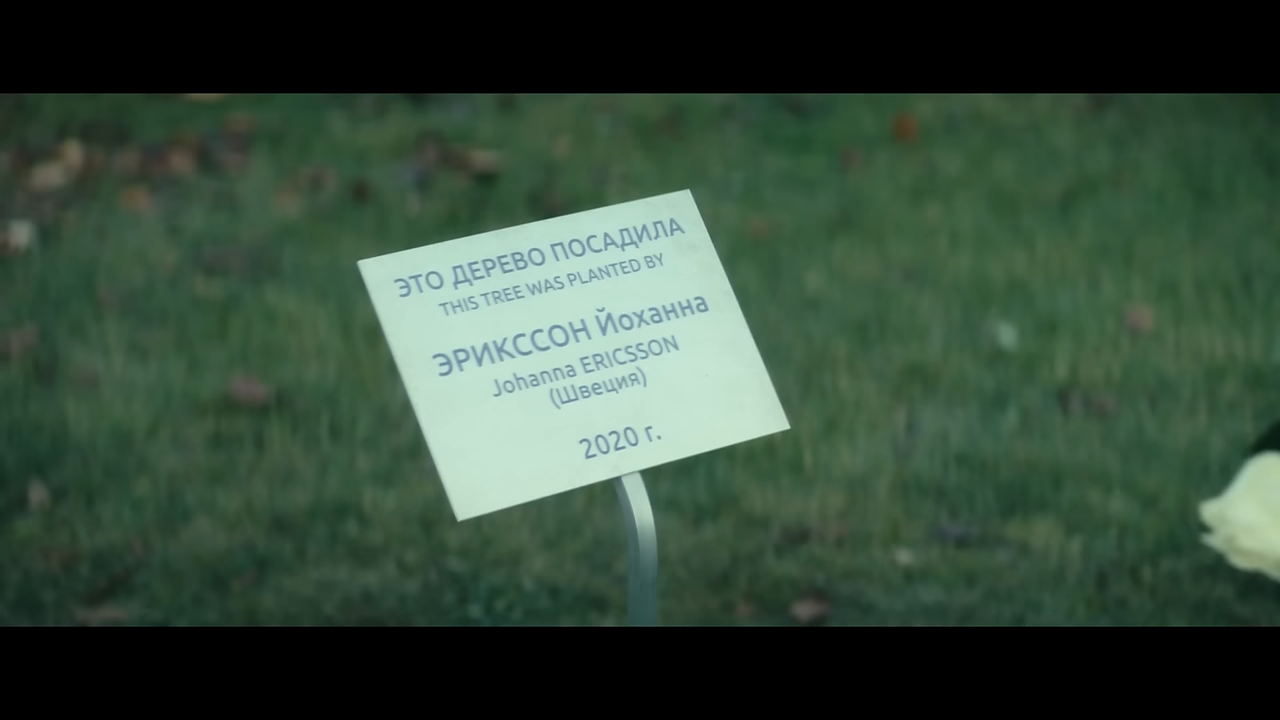 ЭТО ДЕРЕВО ПОСАДИЛА
THIS TREE WAS PLANTED BY
ЭРИКССОН Йоханна
Johanna ERICSSON
(Швеция)
2020 г.